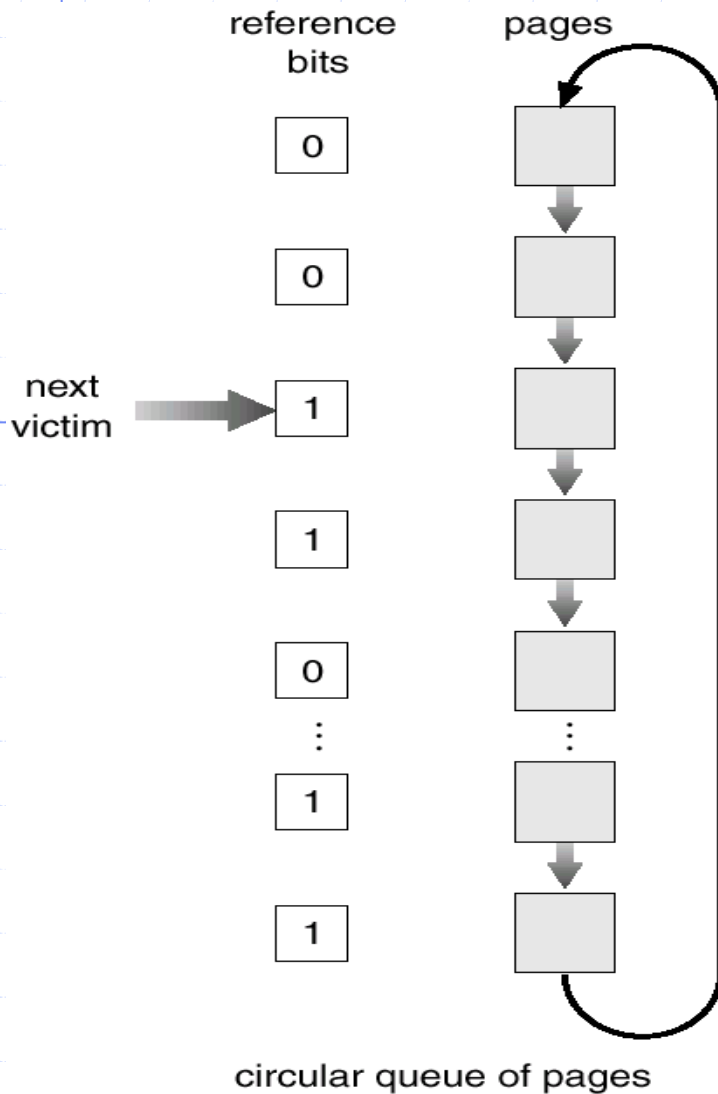 reference
bits
pages
0
0
next
victim
1
1
0
⋮
⋮
1
1
circular queue of pages